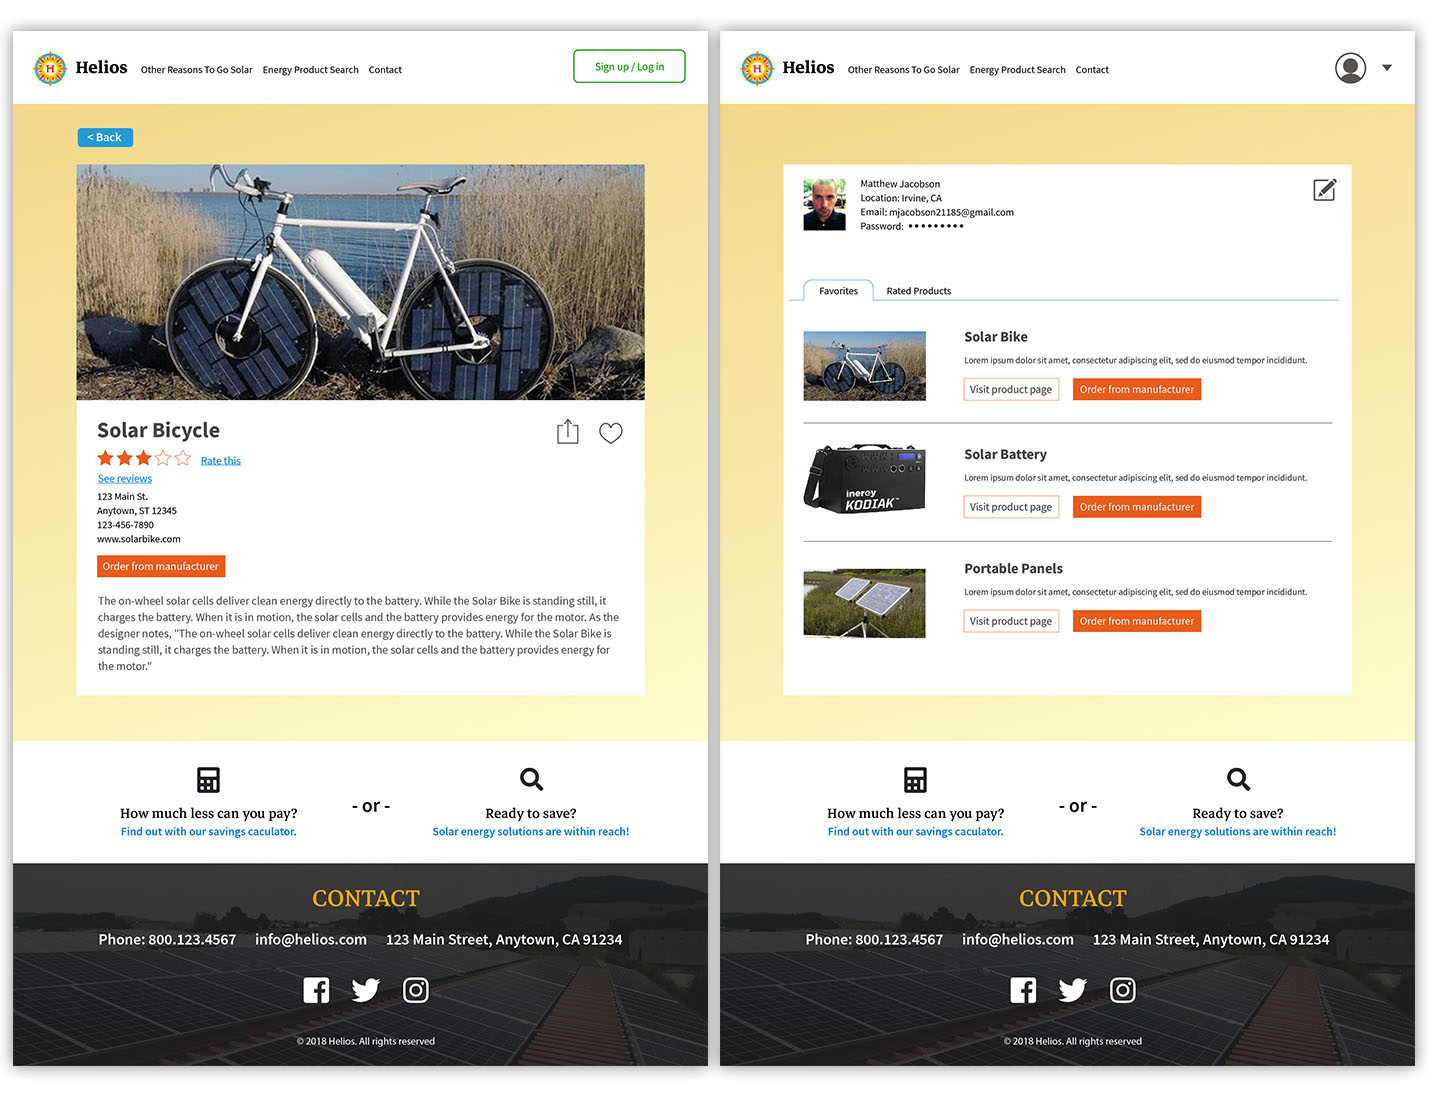 H
Helios
Other Reasons To Go Solar
Energy Product Search
Contact
Sign up / Log in
< Back
Solar Bicycle
Rate this
See reviews
123 Main St.
Anytown, ST 12345
123-456-7890
www.solarbike.com
Order from manufacturer
The on-wheel solar cells deliver clean energy directly to the battery. While the Solar Bike is standing still, it
charges the battery. When it is in motion, the solar cells and the battery provides energy for the motor. As the
designer notes, "The on-wheel solar cells deliver clean energy directly to the battery. While the Solar Bike is
standing still, it charges the battery. When it is in motion, the solar cells and the battery provides energy for
the motor."
How much less can you pay?
Find out with our savings caculator.
- or -
Ready to save?
Solar energy solutions are within reach!
CONTACT
Phone: 800.123.4567
info@helios.com
123 Main Street, Anytown, CA 91234
© 2018 Helios. All rights reserved
H
Helios
Other Reasons To Go Solar
Energy Product Search
Contact
Matthew Jacobson
Location: Irvine, CA
Email: mjacobson21185@gmail.com
Password: •••••••••
Favorites
Rated Products
Solar Bike
Lorem ipsum dolor sit amet, consectetur adipiscing elit, sed do eiusmod tempor incididunt.
Visit product page
Order from manufacturer
inergy
KODIAK™
Solar Battery
Lorem ipsum dolor sit amet, consectetur adipiscing elit, sed do eiusmod tempor incididunt.
Visit product page
Order from manufacturer
Portable Panels
Lorem ipsum dolor sit amet, consectetur adipiscing elit, sed do eiusmod tempor incididunt.
Visit product page
Order from manufacturer
How much less can you pay?
Find out with our savings caculator.
- or -
Ready to save?
Solar energy solutions are within reach!
CONTACT
Phone: 800.123.4567
info@helios.com
123 Main Street, Anytown, CA 91234
© 2018 Helios. All rights reserved